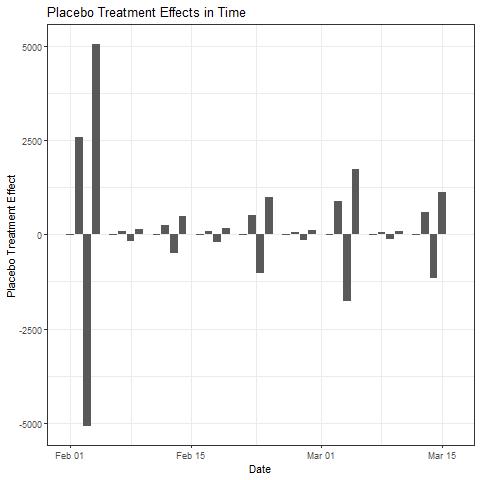 Placebo Treatment Effects in Time
Placebo Treatment Effect
5000
2500
0
-2500
-5000
Feb 01
Feb 15
Mar 01
Mar 15
Date